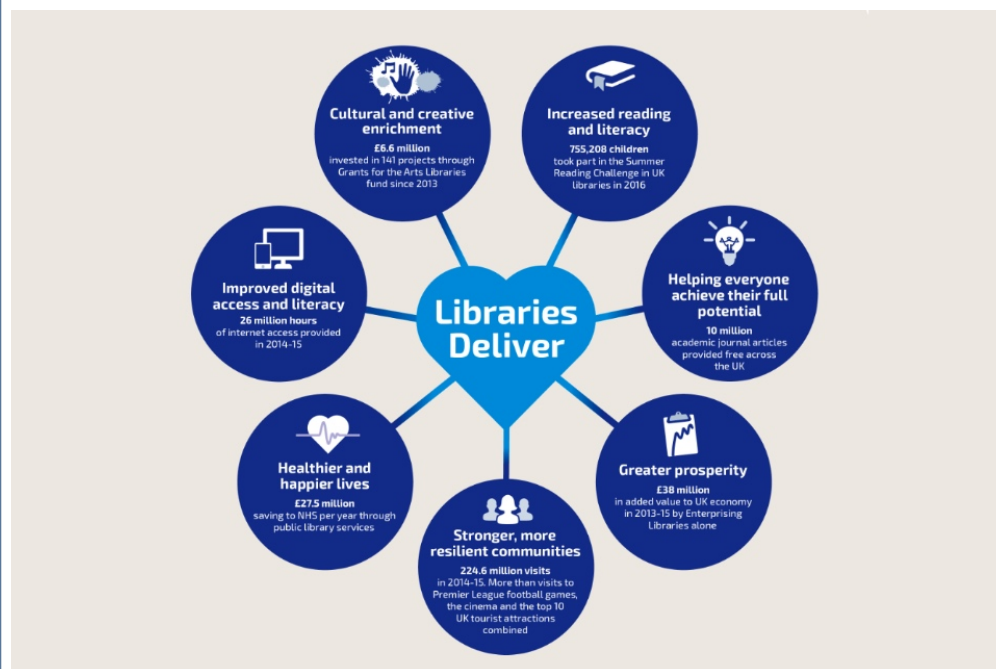 Cultural and creative
enrichment
£6.6 million
invested in 141 projects through
Grants for the Arts Libraries
fund since 2013
Increased reading
and literacy
755,208 children
took part in the Summer
Reading Challenge in UK
libraries in 2016
Improved digital
access and literacy
26 million hours
of internet access provided
in 2014-15
Libraries
Deliver
Helping everyone
achieve their full
potential
10 million
academic journal articles
provided free across
the UK
Healthier and
happier lives
£27.5 million
saving to NHS per year through
public library services
Stronger, more
resilient communities
224.6 million visits
in 2014-15. More than visits to
Premier League football games,
the cinema and the top 10
UK tourist attractions
combined
Greater prosperity
£38 million
in added value to UK economy
in 2013-15 by Enterprising
Libraries alone